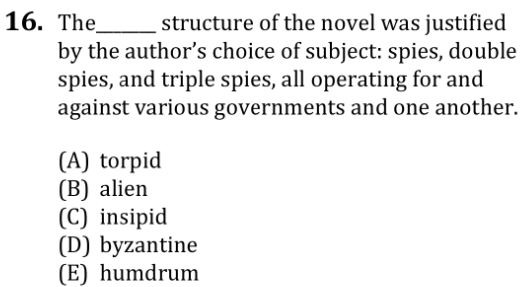 16. The______ structure of the novel was justified
by the author’s choice of subject: spies, double
spies, and triple spies, all operating for and
against various governments and one another.
(A) torpid
(B) alien
(C) insipid
(D) byzantine
(E) humdrum